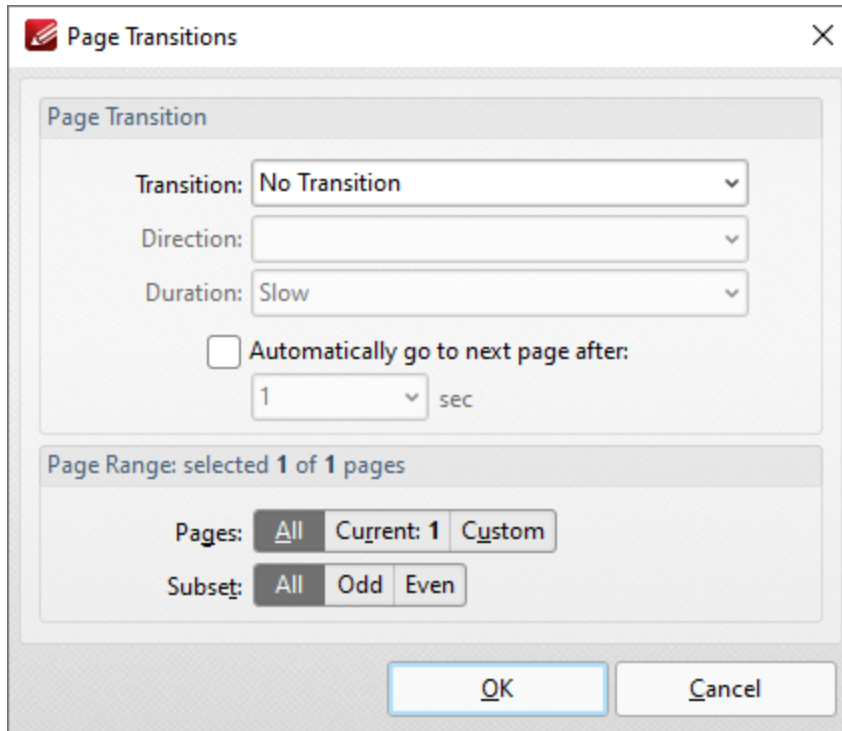 Page Transitions
Page Transition
Transition: No Transition
Direction:
Duration: Slow
Automatically go to next page after:
1 sec
Page Range: selected 1 of 1 pages
Pages: All Current: 1 Custom
Subset: All Odd Even
OK Cancel